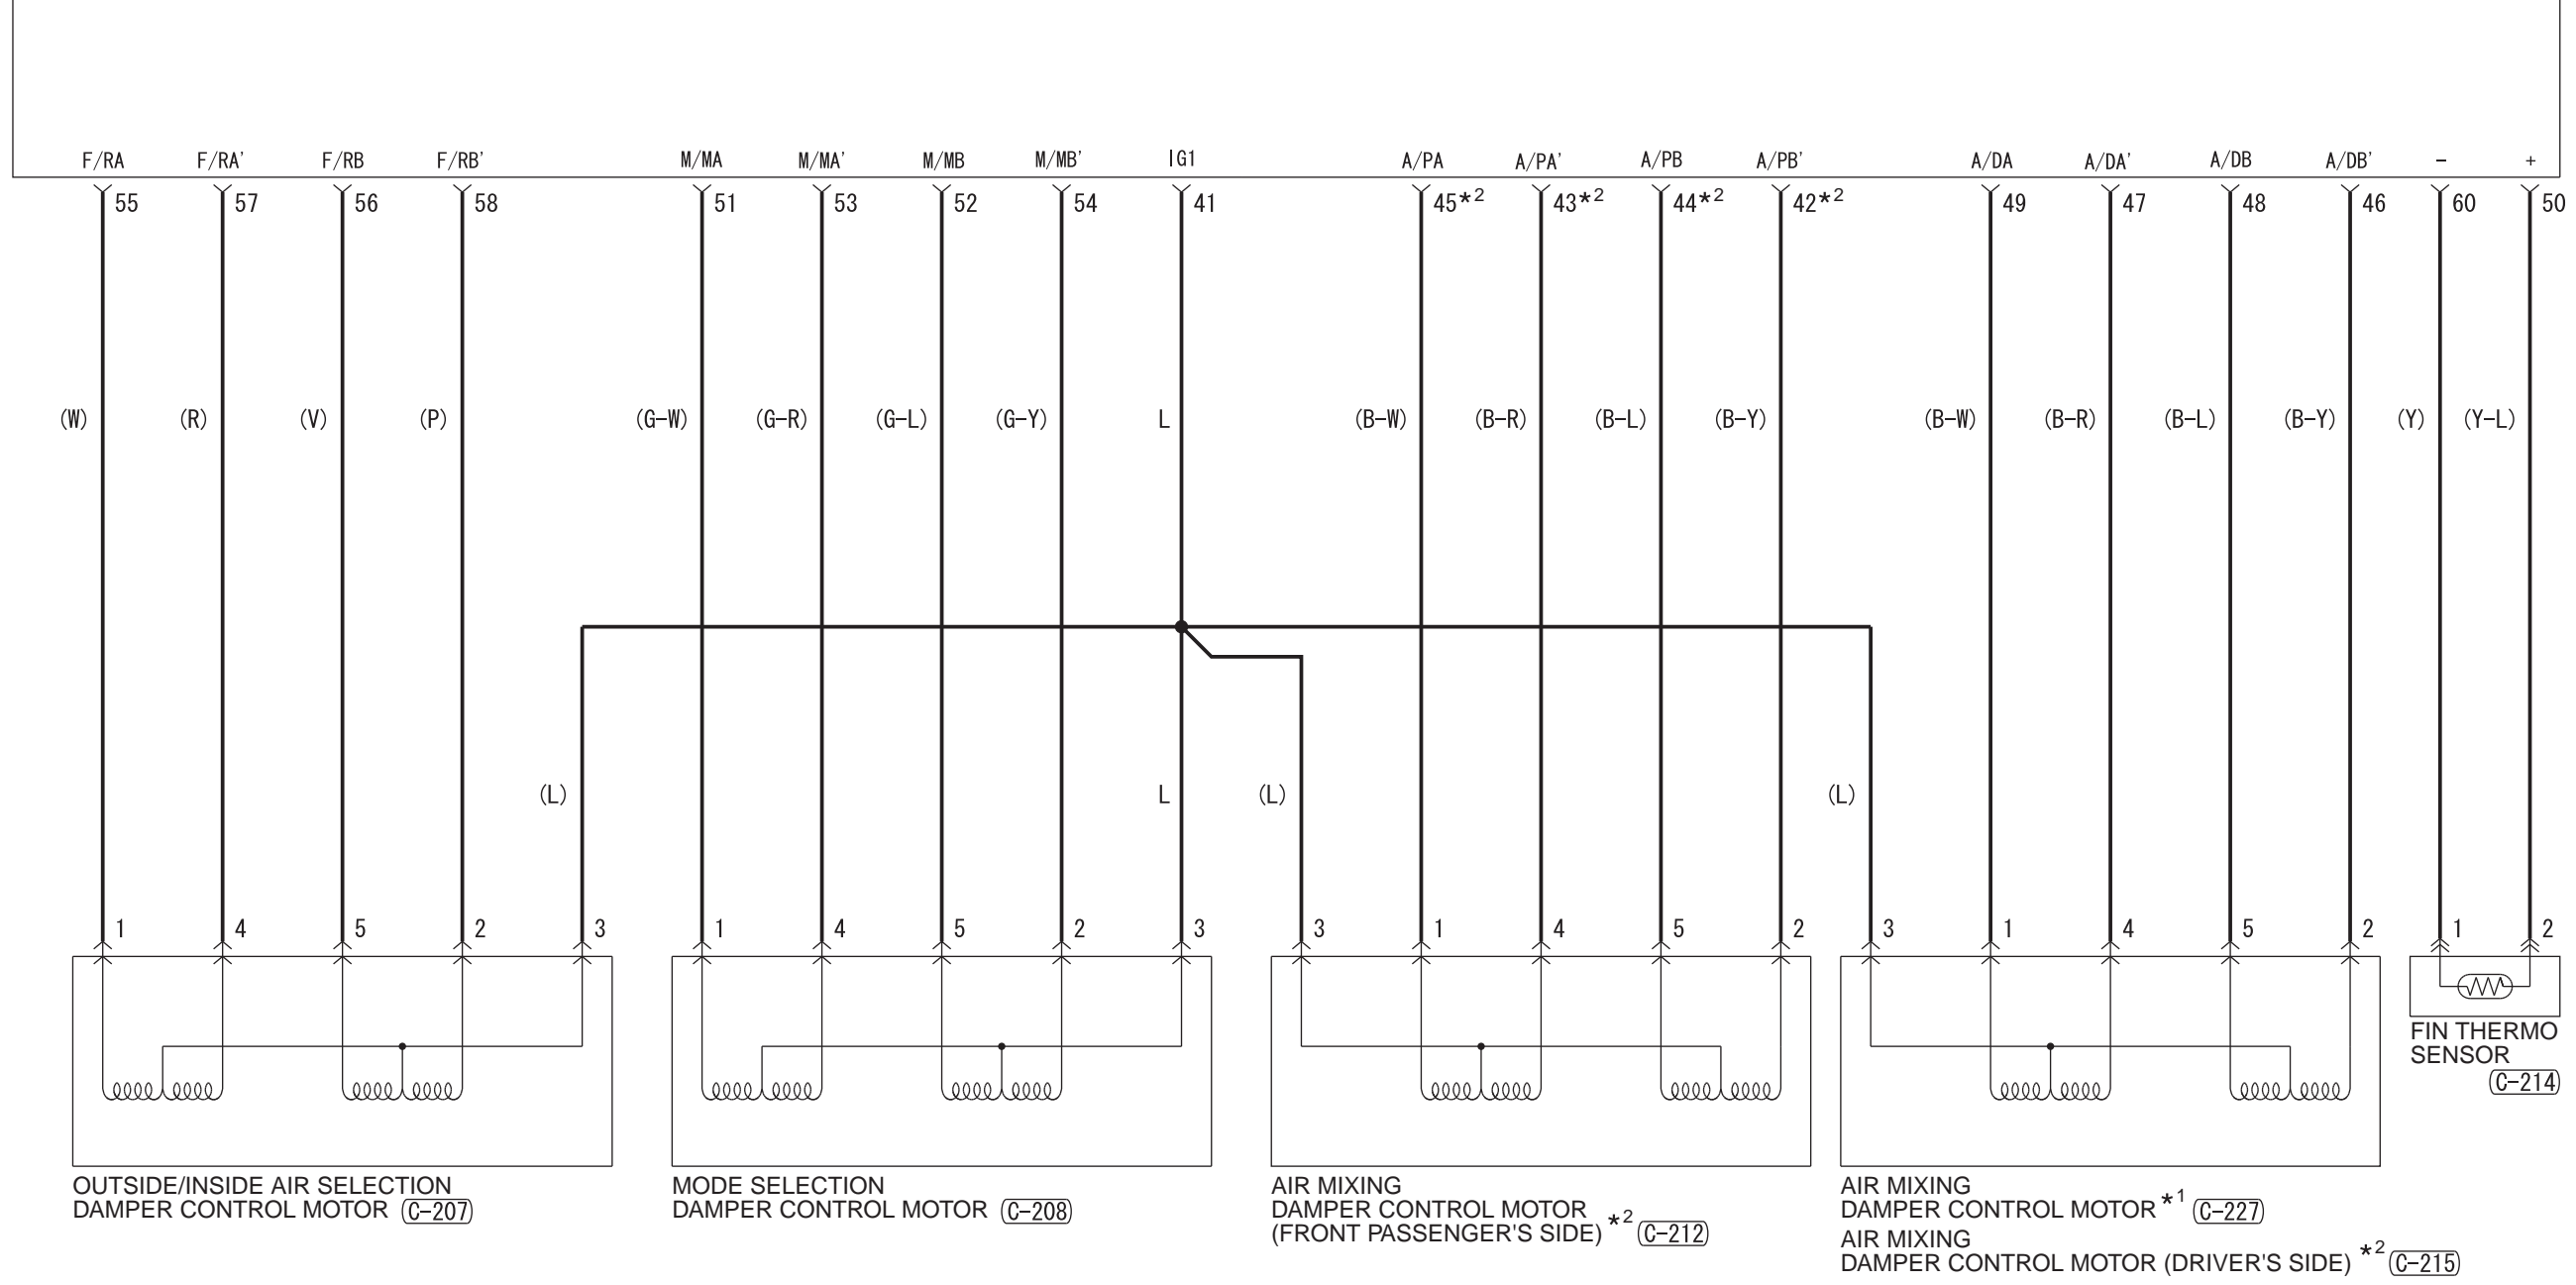 F/RA F/RA' F/RB F/RB' M/MA M/MA' M/MB M/MB' IG1 A/PA A/PA' A/PB A/PB' A/DA A/DA' A/DB A/DB' - +
55 57 56 58 51 53 52 54 41 45*2 43*2 44*2 42*2 49 47 48 46 60 50
(W) (R) (V) (P) (G-W) (G-R) (G-L) (G-Y) L (B-W) (B-R) (B-L) (B-Y) (B-W) (B-R) (B-L) (B-Y) (Y) (Y-L)
(L) L (L) (L)
1 4 5 2 3 1 4 5 2 3 3 1 4 5 2 3 1 4 5 2 1 2
FIN THERMO
SENSOR
C-214
OUTSIDE/INSIDE AIR SELECTION
DAMPER CONTROL MOTOR C-207
MODE SELECTION
DAMPER CONTROL MOTOR C-208
AIR MIXING
DAMPER CONTROL MOTOR
(FRONT PASSENGER'S SIDE) *2 C-212
AIR MIXING
DAMPER CONTROL MOTOR *1 C-227
AIR MIXING
DAMPER CONTROL MOTOR (DRIVER'S SIDE) *2 C-215